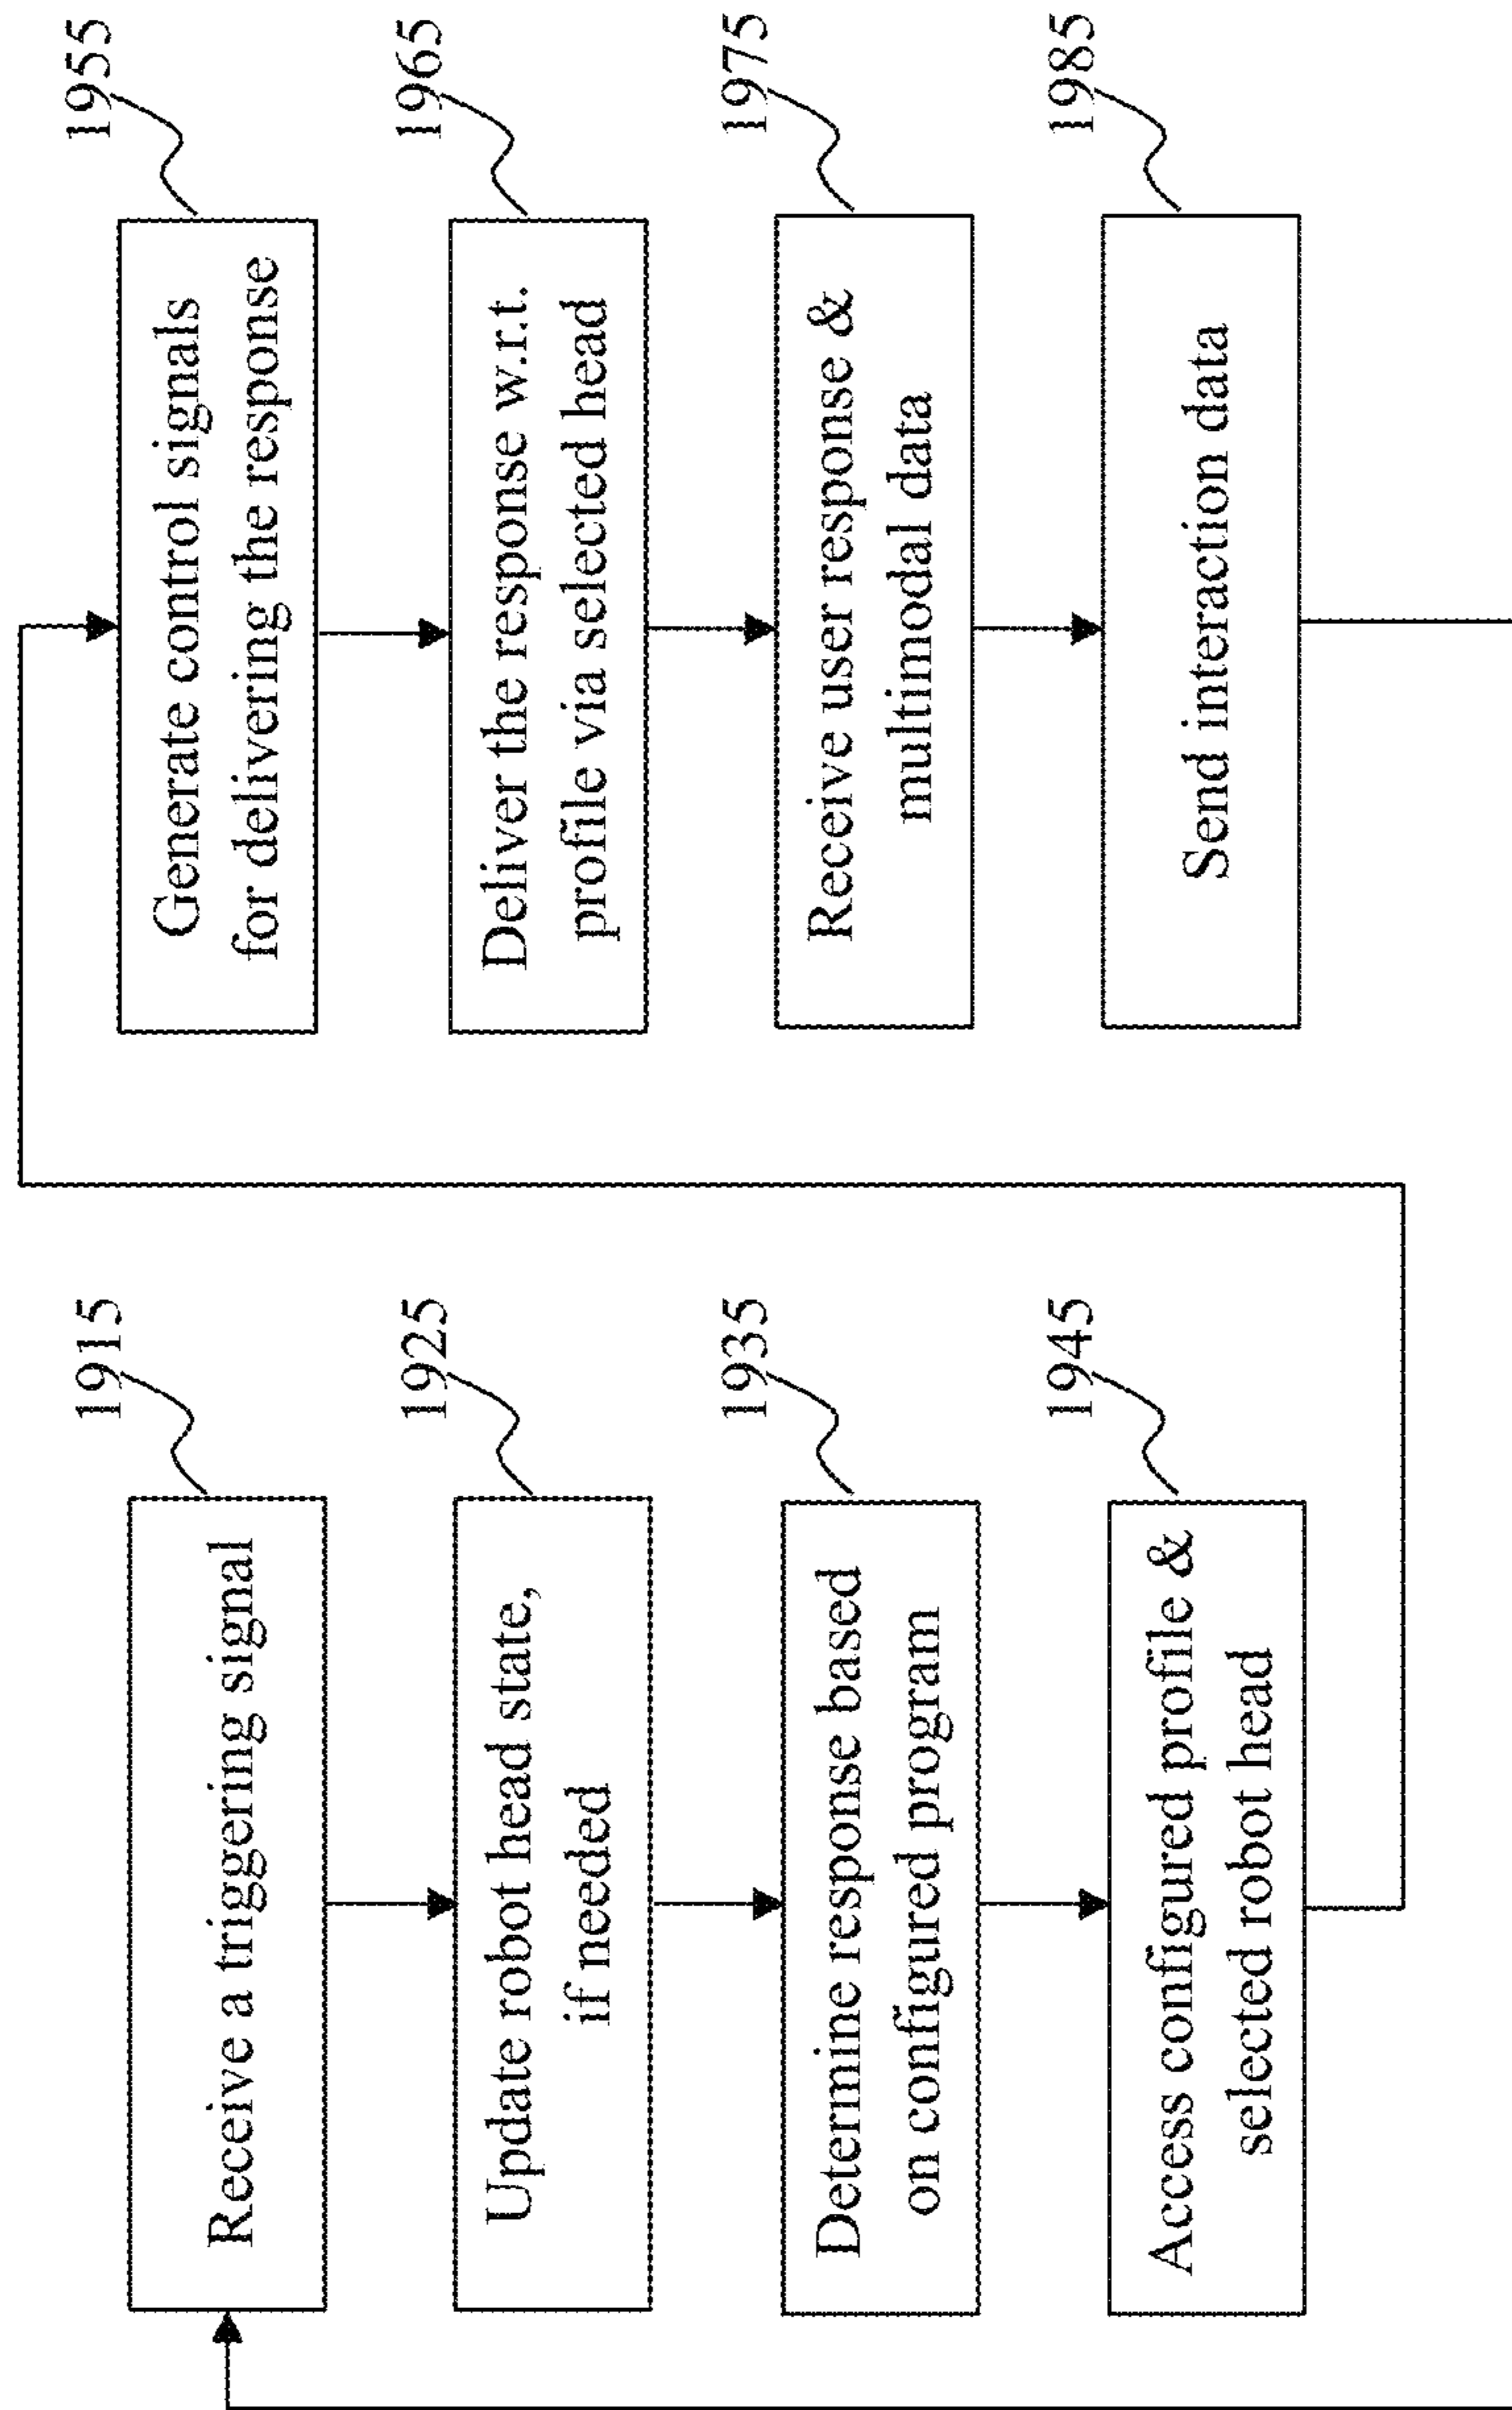 Receive a triggering signal
1915
Update robot head state,
if needed
1925
Determine response based
on configured program
1935
Access configured profile &
selected robot head
1945
Generate control signals
for delivering the response
1955
Deliver the response w.r.t.
profile via selected head
1965
Receive user response &
multimodal data
1975
Send interaction data
1985